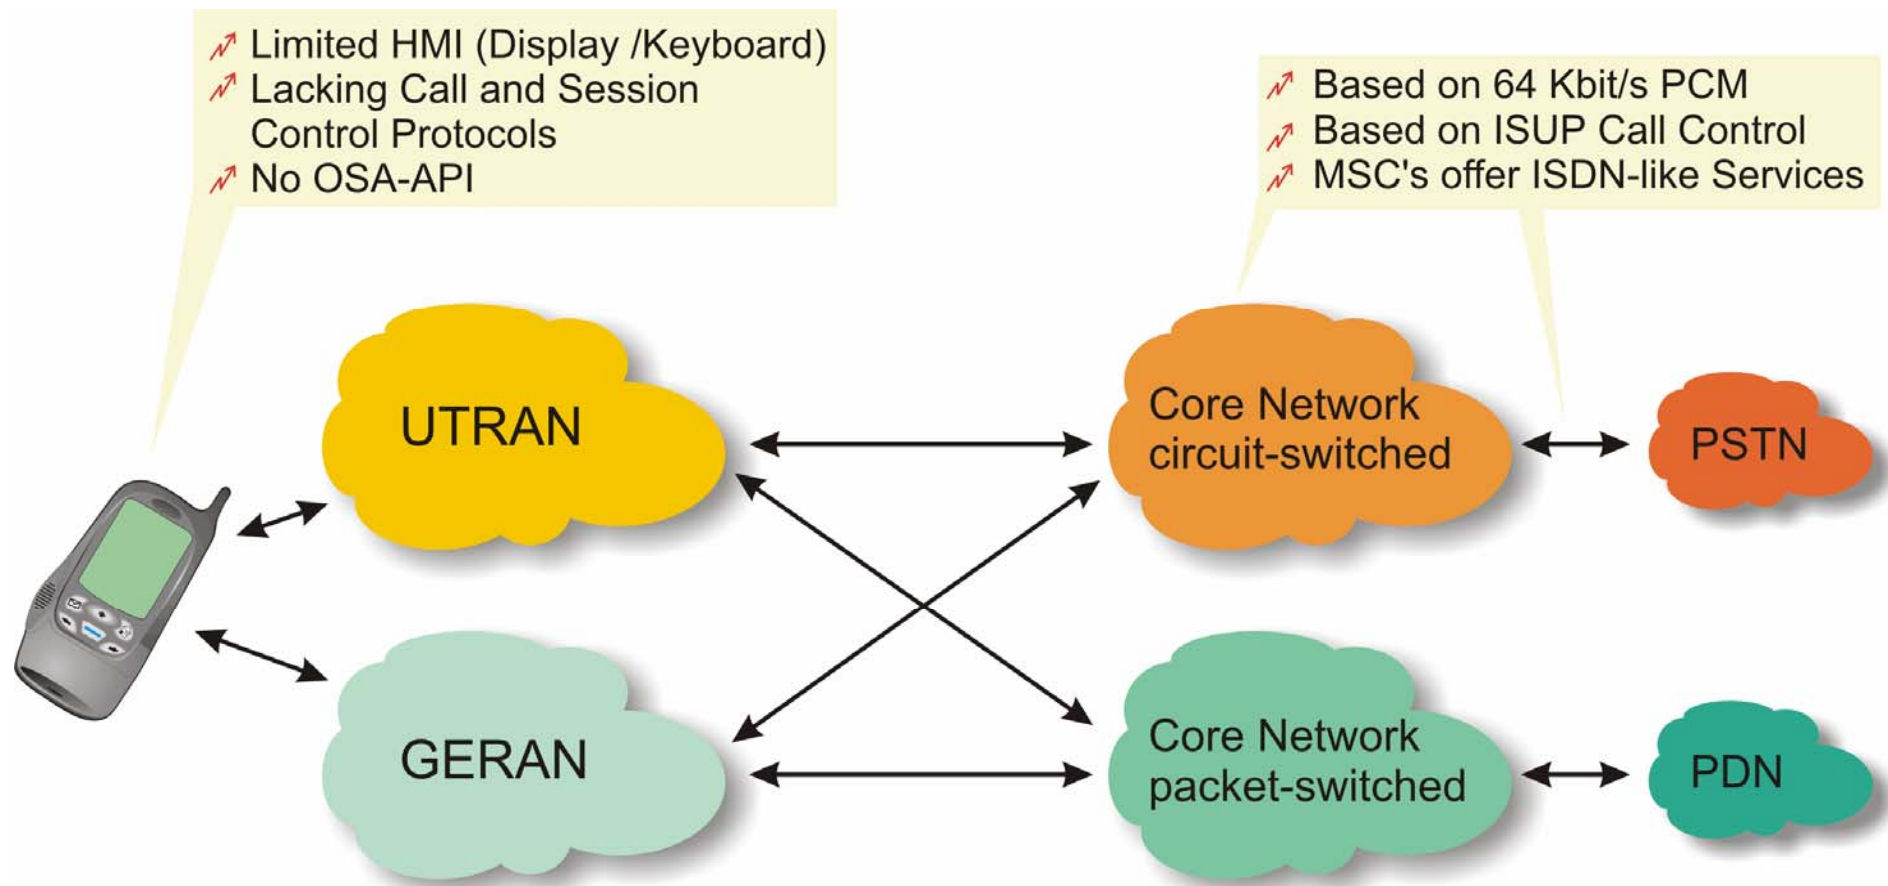 Limited HMI (Display /Keyboard)
Lacking Call and Session
Control Protocols
No OSA-API
Based on 64 Kbit/s PCM
Based on ISUP Call Control
MSC's offer ISDN-like Services
UTRAN
Core Network
circuit-switched
PSTN
GERAN
Core Network
packet-switched
PDN